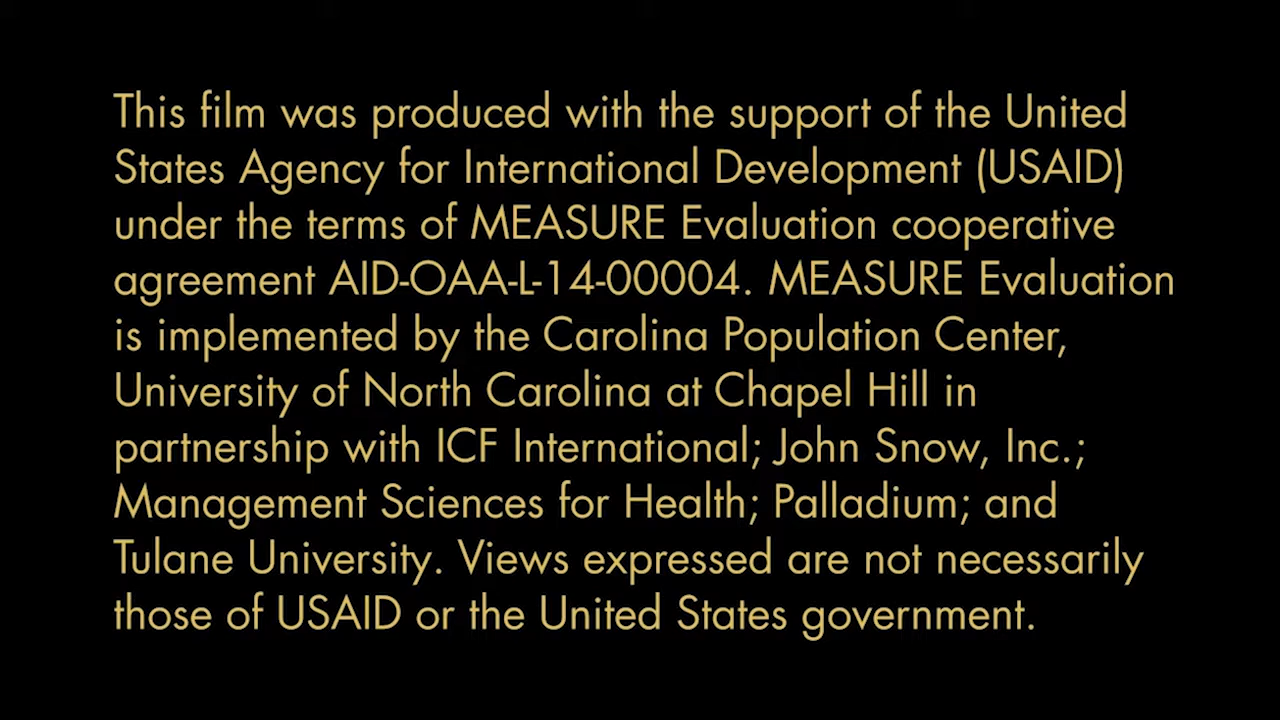 This film was produced with the support of the United
States Agency for International Development (USAID)
under the terms of MEASURE Evaluation cooperative
agreement AID-OAA-L-14-00004. MEASURE Evaluation
is implemented by the Carolina Population Center,
University of North Carolina at Chapel Hill in
partnership with ICF International; John Snow, Inc.;
Management Sciences for Health; Palladium; and
Tulane University. Views expressed are not necessarily
those of USAID or the United States government.